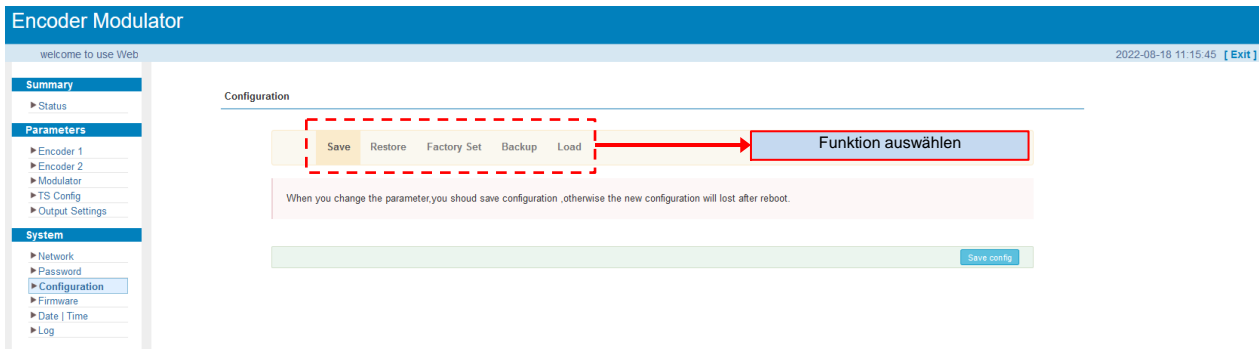 Encoder Modulator
welcome to use Web
2022-08-18 11:15:45 [ Exit ]
Summary
Status
Parameters
Encoder 1
Encoder 2
Modulator
TS Config
Output Settings
System
Network
Password
Configuration
Firmware
Date | Time
Log
Configuration
Save Restore Factory Set Backup Load
Funktion auswählen
When you change the parameter,you shoud save configuration ,otherwise the new configuration will lost after reboot.
Save config